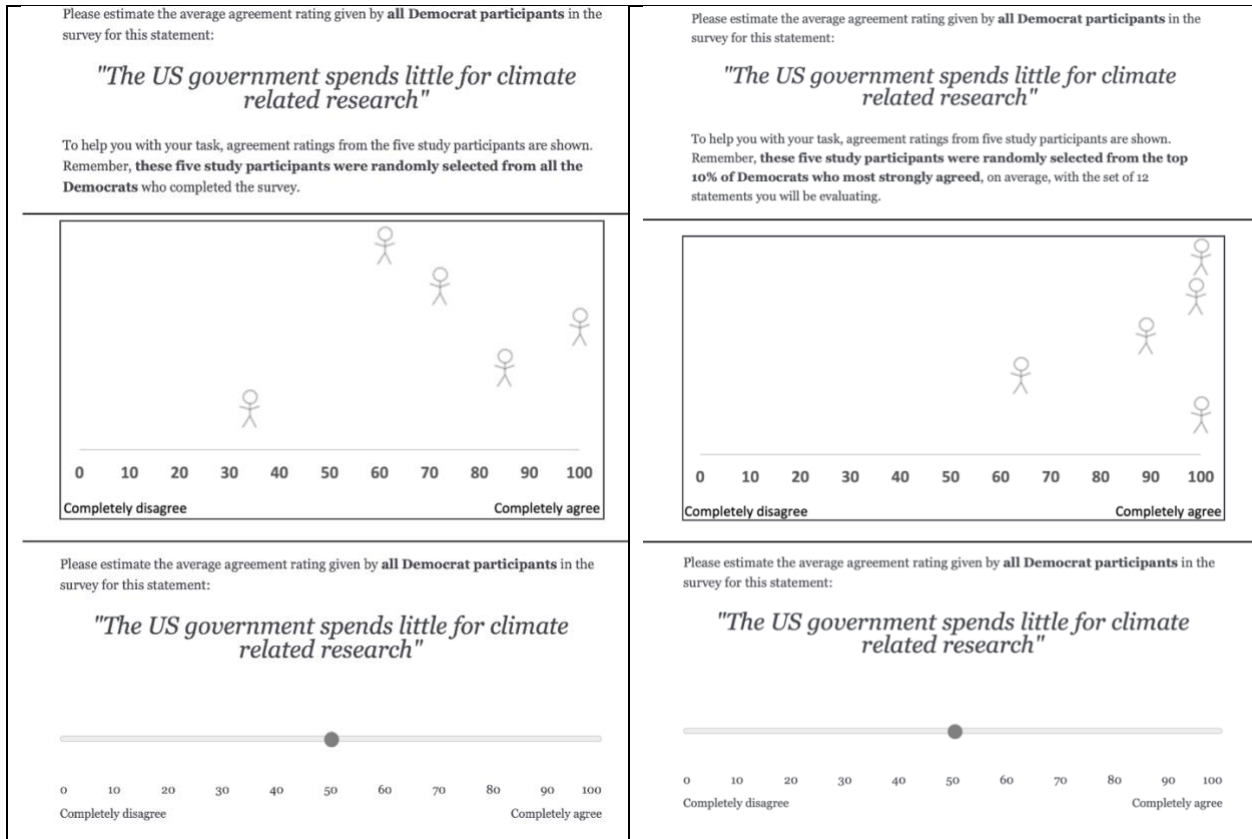 Please estimate the average agreement rating given by all Democrat participants in the
survey for this statement:
"The US government spends little for climate
related research"
To help you with your task, agreement ratings from the five study participants are shown.
Remember, these five study participants were randomly selected from all the
Democrats who completed the survey.
0 10 20 30 40 50 60 70 80 90 100
Completely disagree Completely agree
Please estimate the average agreement rating given by all Democrat participants in the
survey for this statement:
"The US government spends little for climate
related research"
0 10 20 30 40 50 60 70 80 90 100
Completely disagree Completely agree
Please estimate the average agreement rating given by all Democrat participants in the
survey for this statement:
"The US government spends little for climate
related research"
To help you with your task, agreement ratings from five study participants are shown.
Remember, these five study participants were randomly selected from the top
10% of Democrats who most strongly agreed, on average, with the set of 12
statements you will be evaluating.
0 10 20 30 40 50 60 70 80 90 100
Completely disagree Completely agree
Please estimate the average agreement rating given by all Democrat participants in the
survey for this statement:
"The US government spends little for climate
related research"
0 10 20 30 40 50 60 70 80 90 100
Completely disagree Completely agree